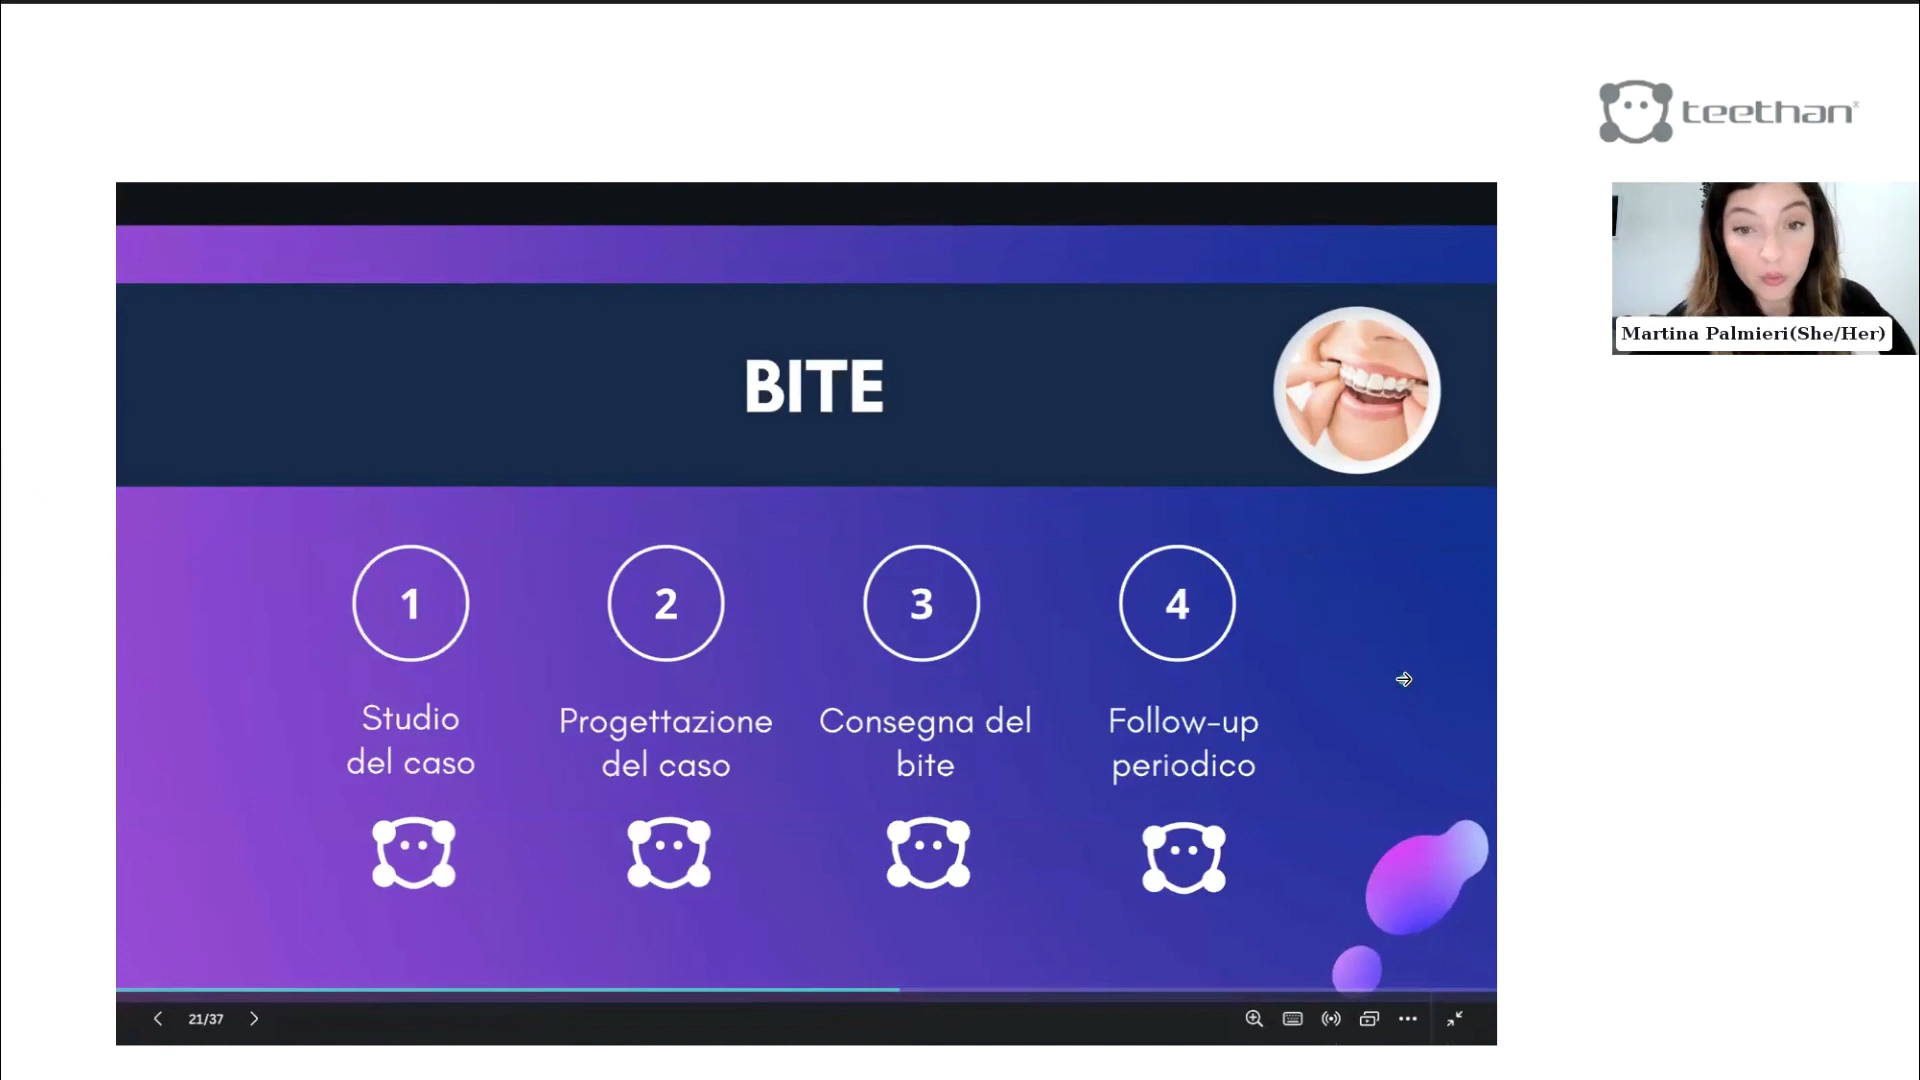 teethan
Martina Palmieri(She/Her)
BITE
1
2
3
4
Studio
del caso
Progettazione
del caso
Consegna del
bite
Follow-up
periodico
21/37